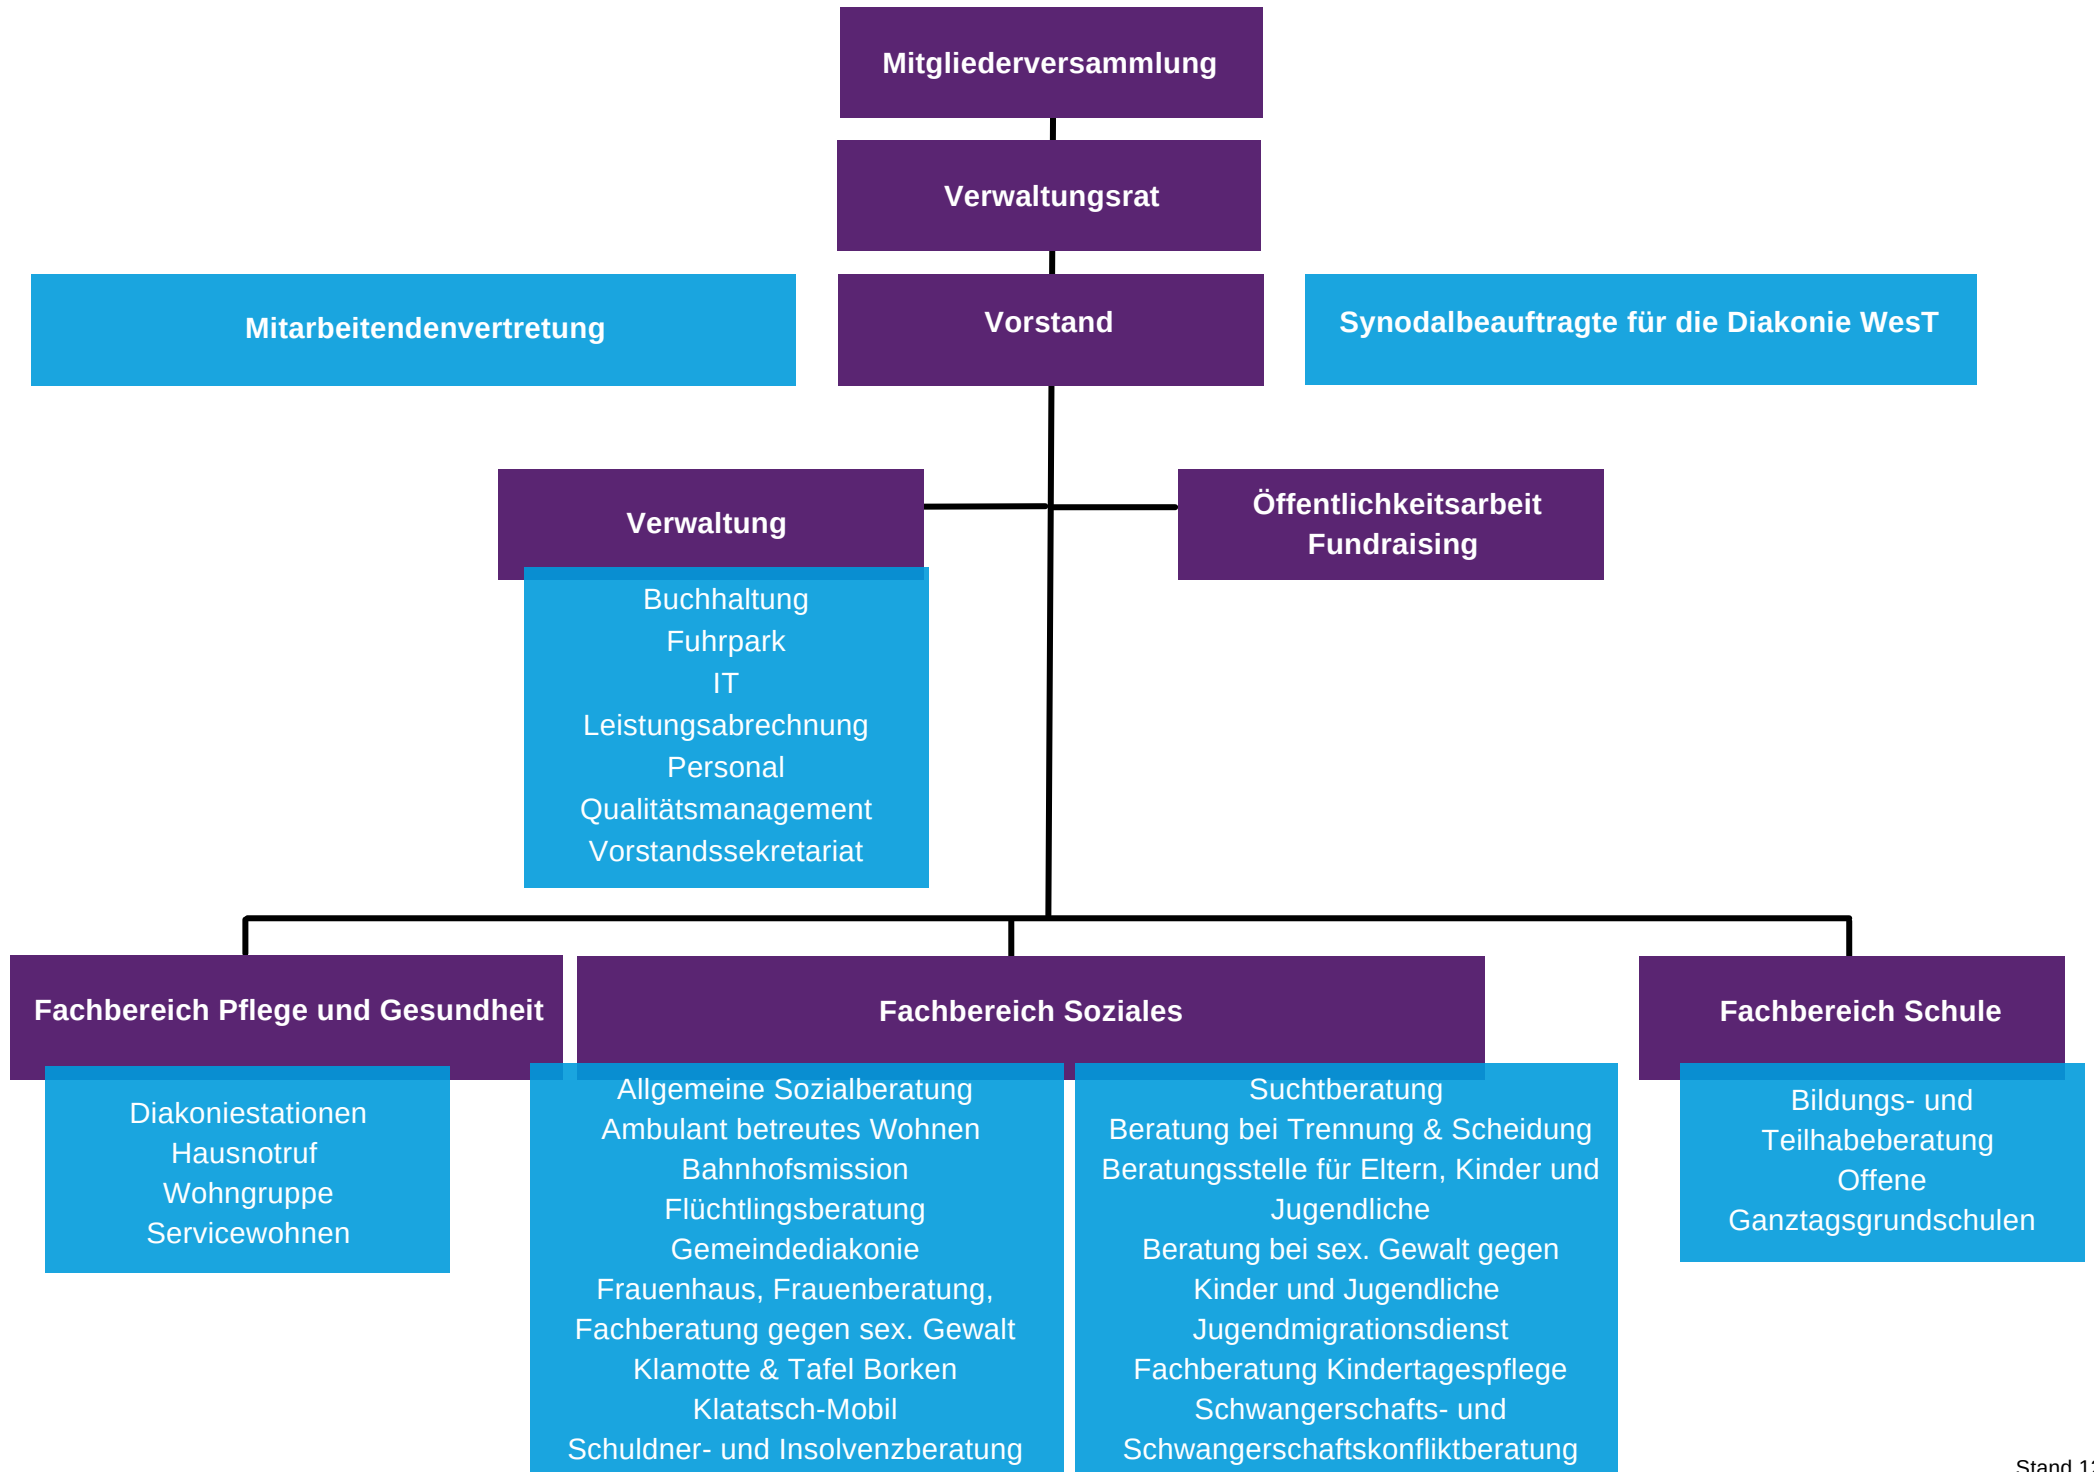 Mitgliederversammlung
Verwaltungsrat
Mitarbeitendenvertretung
Vorstand
Synodalbeauftragte für die Diakonie WesT
Verwaltung
Öffentlichkeitsarbeit
Fundraising
Buchhaltung
Fuhrpark
IT
Leistungsabrechnung
Personal
Qualitätsmanagement
Vorstandssekretariat
Fachbereich Pflege und Gesundheit
Diakoniestationen
Hausnotruf
Wohngruppe
Servicewohnen
Fachbereich Soziales
Allgemeine Sozialberatung
Ambulant betreutes Wohnen
Bahnhofsmission
Flüchtlingsberatung
Gemeindediakonie
Frauenhaus, Frauenberatung,
Fachberatung gegen sex. Gewalt
Klamotte & Tafel Borken
Klatatsch-Mobil
Schuldner- und Insolvenzberatung
Suchtberatung
Beratung bei Trennung & Scheidung
Beratungsstelle für Eltern, Kinder und
Jugendliche
Beratung bei sex. Gewalt gegen
Kinder und Jugendliche
Jugendmigrationsdienst
Fachberatung Kindertagespflege
Schwangerschafts- und
Schwangerschaftskonfliktberatung
Fachbereich Schule
Bildungs- und
Teilhabeberatung
Offene
Ganztagsgrundschulen
Stand